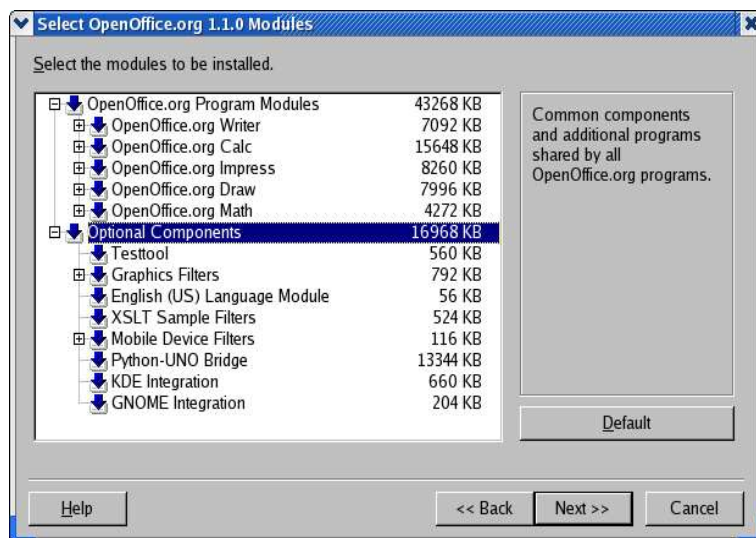 Select OpenOffice.org 1.1.0 Modules
Select the modules to be installed.
OpenOffice.org Program Modules 43268 KB
OpenOffice.org Writer 7092 KB
OpenOffice.org Calc 15648 KB
OpenOffice.org Impress 8260 KB
OpenOffice.org Draw 7996 KB
OpenOffice.org Math 4272 KB
Optional Components 16968 KB
Testtool 560 KB
Graphics Filters 792 KB
English (US) Language Module 56 KB
XSLT Sample Filters 524 KB
Mobile Device Filters 116 KB
Python-UNO Bridge 13344 KB
KDE Integration 660 KB
GNOME Integration 204 KB
Common components
and additional programs
shared by all
OpenOffice.org programs.
Default
Help
<< Back
Next >>
Cancel